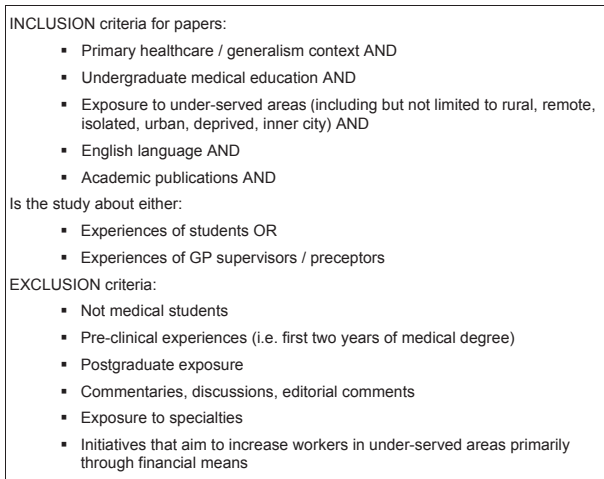 INCLUSION criteria for papers:
▪ Primary healthcare / generalism context AND
▪ Undergraduate medical education AND
▪ Exposure to under-served areas (including but not limited to rural, remote,
isolated, urban, deprived, inner city) AND
▪ English language AND
▪ Academic publications AND
Is the study about either:
▪ Experiences of students OR
▪ Experiences of GP supervisors / preceptors
EXCLUSION criteria:
▪ Not medical students
▪ Pre-clinical experiences (i.e. first two years of medical degree)
▪ Postgraduate exposure
▪ Commentaries, discussions, editorial comments
▪ Exposure to specialties
▪ Initiatives that aim to increase workers in under-served areas primarily
through financial means